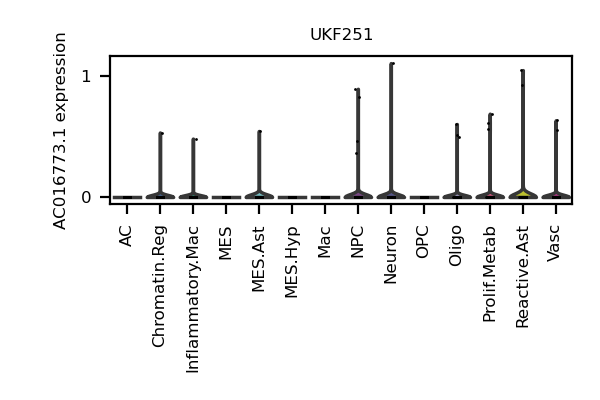 UKF251
AC016773.1 expression
1
0
AC
Chromatin.Reg
Inflammatory.Mac
MES
MES.Ast
MES.Hyp
Mac
NPC
Neuron
OPC
Oligo
Prolif.Metab
Reactive.Ast
Vasc